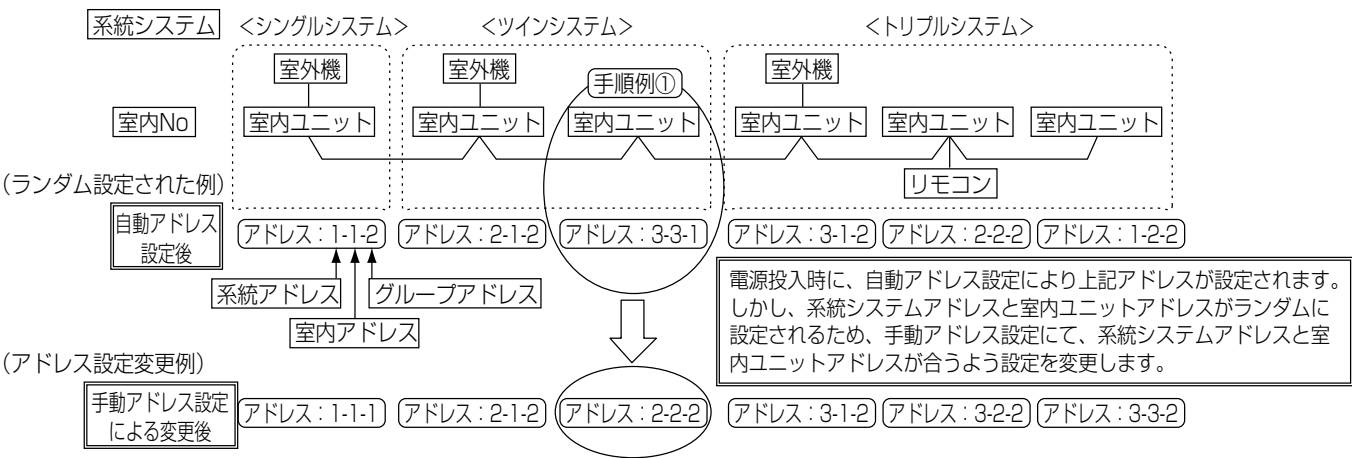 系統システム <シングルシステム> <ツインシステム> <トリプルシステム>
室外機 室外機 手順例① 室外機
室内No 室内ユニット 室内ユニット 室内ユニット 室内ユニット 室内ユニット 室内ユニット
(ランダム設定された例) リモコン
自動アドレス
設定後
アドレス：1-1-2 アドレス：2-1-2 アドレス：3-3-1 アドレス：3-1-2 アドレス：2-2-2 アドレス：1-2-2
系統アドレス グループアドレス
室内アドレス
電源投入時に、自動アドレス設定により上記アドレスが設定されます。
しかし、系統システムアドレスと室内ユニットアドレスがランダムに
設定されるため、手動アドレス設定にて、系統システムアドレスと室
内ユニットアドレスが合うよう設定を変更します。
(アドレス設定変更例)
手動アドレス設定
による変更後
アドレス：1-1-1 アドレス：2-1-2 アドレス：2-2-2 アドレス：3-1-2 アドレス：3-2-2 アドレス：3-3-2